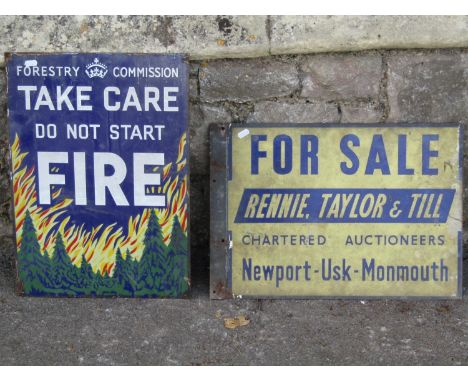 FORESTRY COMMISSION
TAKE CARE
DO NOT START
FIRE
FOR SALE
RENNIE, TAYLOR & TILL
CHARTERED AUCTIONEERS
Newport-Usk-Monmouth